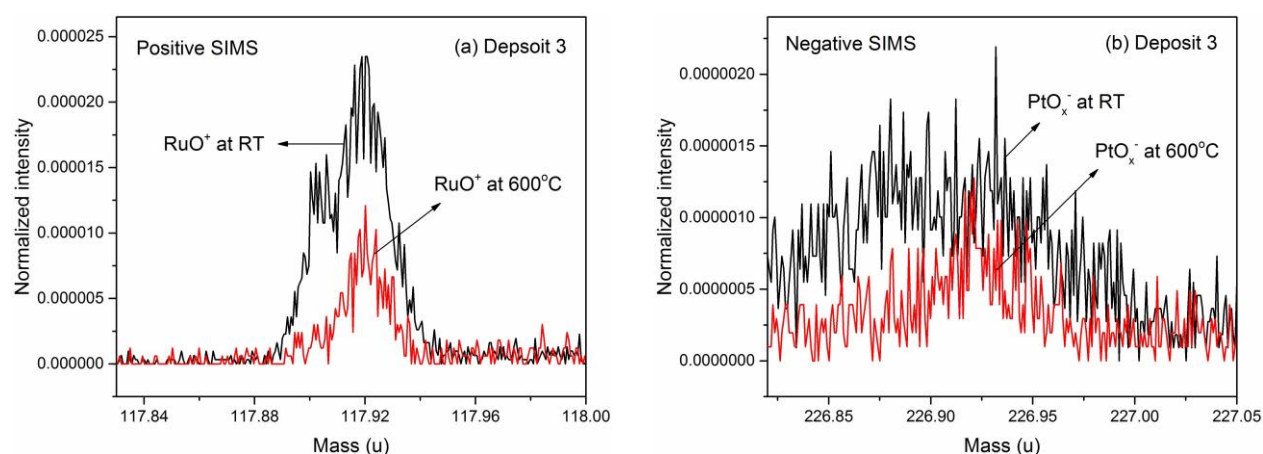 Positive SIMS
(a) Depsoit 3
RuO+ at RT
RuO+ at 600°C
Normalized intensity
0.000025
0.000020
0.000015
0.000010
0.000005
0.000000
117.84
117.88
117.92
117.96
118.00
Mass (u)
Negative SIMS
(b) Deposit 3
PtOx- at RT
PtOx- at 600°C
Normalized intensity
0.0000020
0.0000015
0.0000010
0.0000005
0.0000000
226.85
226.90
226.95
227.00
227.05
Mass (u)